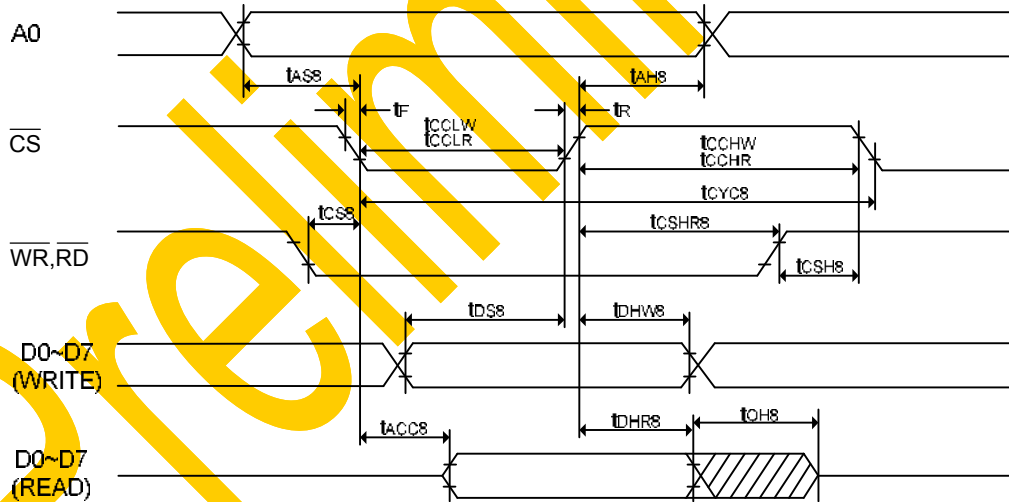 A0
tAS8
tAH8
tF
tR
CS
tCCLW
tCCLR
tCCHW
tCCHR
tCYC8
tCS8
tCSHR8
WR,RD
tCSH8
tDS8
tDHW8
D0~D7
(WRITE)
tACC8
tDHR8
tOH8
D0~D7
(READ)
Prelimi